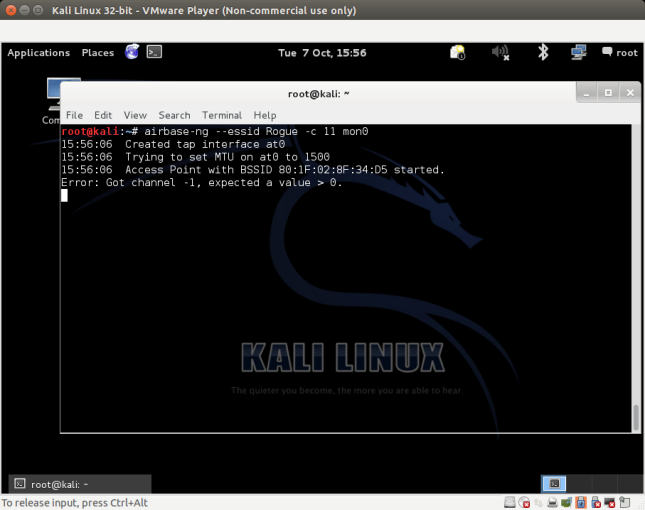 Kali Linux 32-bit - VMware Player (Non-commercial use only)
Applications Places Tue 7 Oct, 15:56 root
root@kali: ~
File Edit View Search Terminal Help
root@kali:~# airbase-ng --essid Rogue -c 11 mon0
15:56:06 Created tap interface at0
15:56:06 Trying to set MTU on at0 to 1500
15:56:06 Access Point with BSSID 80:1F:02:8F:34:D5 started.
Error: Got channel -1, expected a value > 0.
Com
KALI LINUX
The quieter you become, the more you are able to hear
root@kali: ~
To release input, press Ctrl+Alt